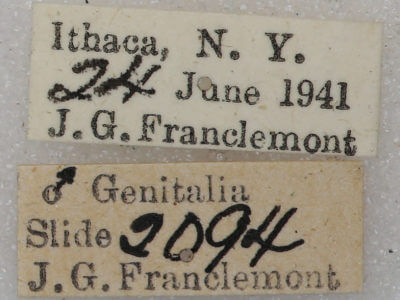 Ithaca, N. Y.
24 June 1941
J. G. Franclemont
♂ Genitalia
Slide 2094
J. G. Franclemont